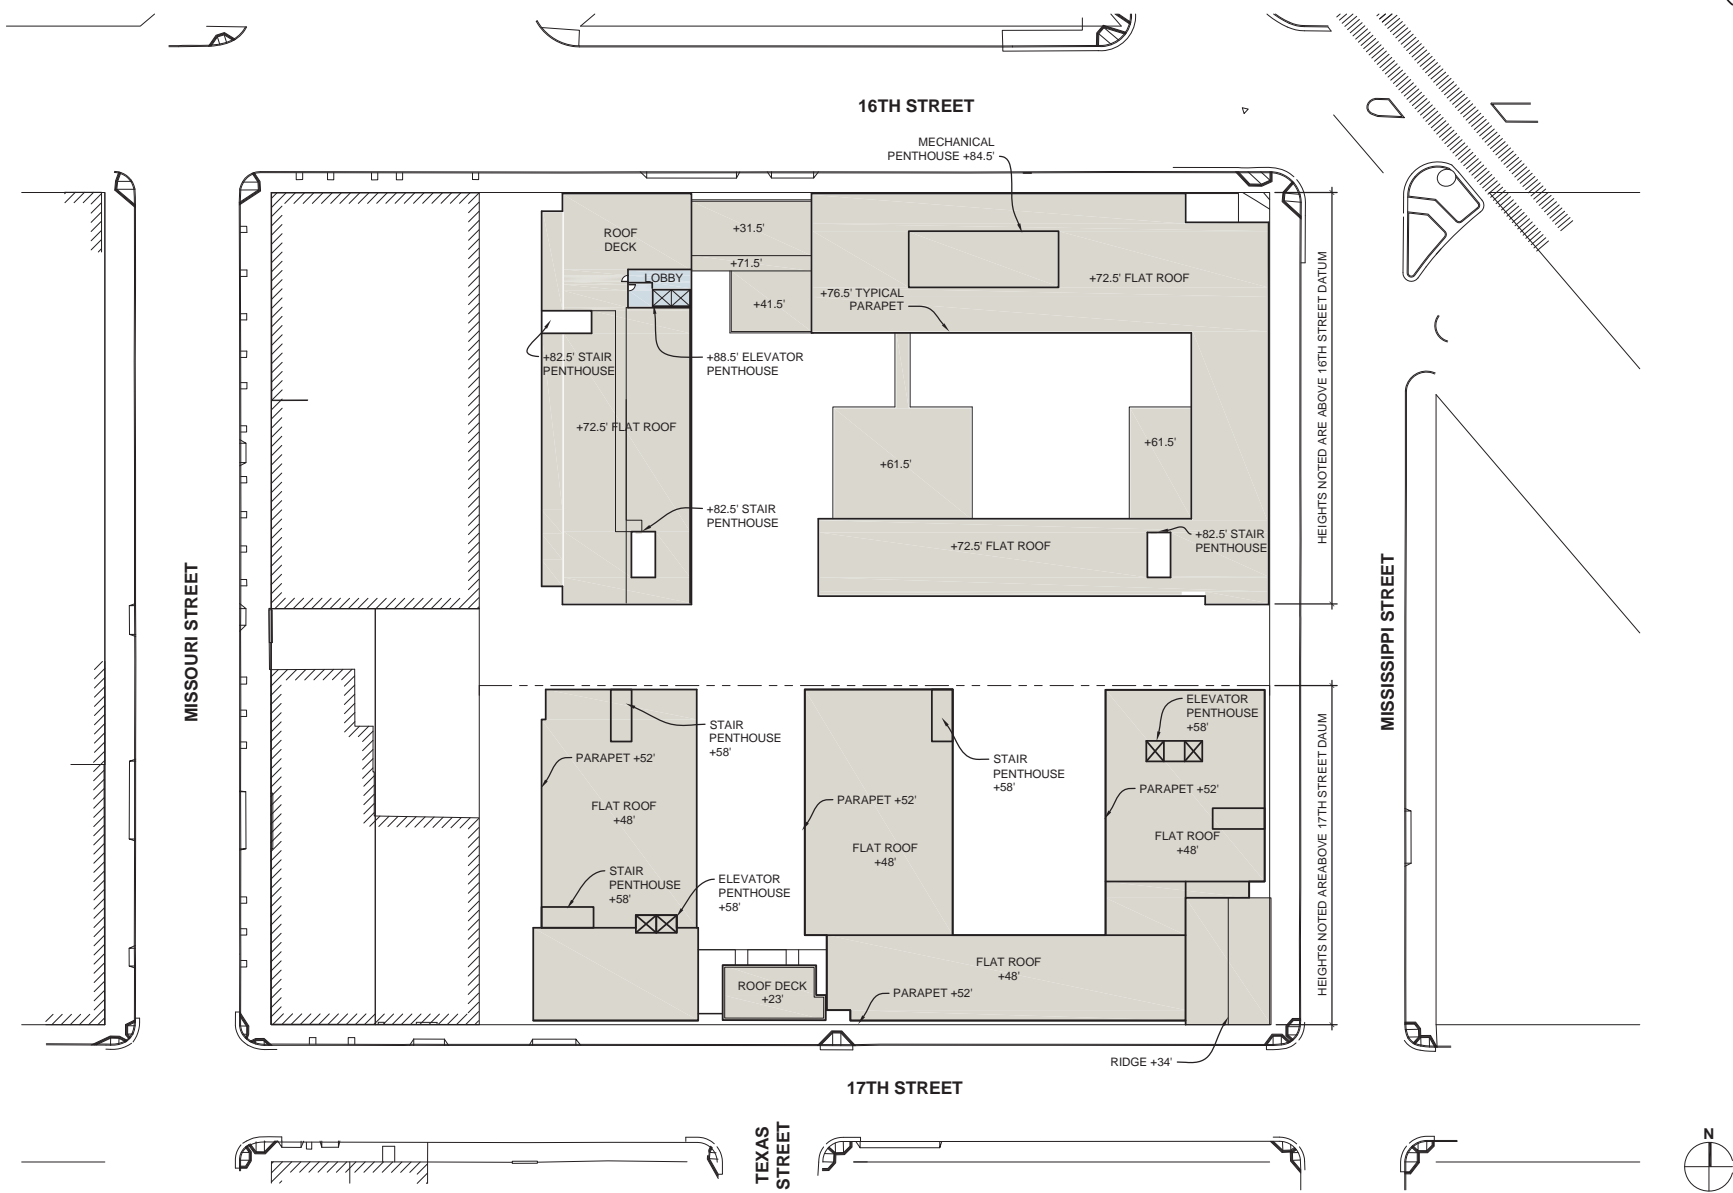 16TH STREET
MECHANICAL
PENTHOUSE +84.5'
ROOF
DECK
+31.5'
+71.5'
LOBBY
+41.5'
+76.5' TYPICAL
PARAPET
+72.5' FLAT ROOF
+82.5' STAIR
PENTHOUSE
+88.5' ELEVATOR
PENTHOUSE
+72.5' FLAT ROOF
+61.5'
+61.5'
+82.5' STAIR
PENTHOUSE
+72.5' FLAT ROOF
+82.5' STAIR
PENTHOUSE
HEIGHTS NOTED ARE ABOVE 16TH STREET DATUM
MISSOURI STREET
MISSISSIPPI STREET
STAIR
PENTHOUSE
+58'
PARAPET +52'
FLAT ROOF
+48'
STAIR
PENTHOUSE
+58'
ELEVATOR
PENTHOUSE
+58'
PARAPET +52'
FLAT ROOF
+48'
STAIR
PENTHOUSE
+58'
ELEVATOR
PENTHOUSE
+58'
PARAPET +52'
FLAT ROOF
+48'
HEIGHTS NOTED AREABOVE 17TH STREET DAUM
ROOF DECK
+23'
FLAT ROOF
+48'
PARAPET +52'
RIDGE +34'
17TH STREET
TEXAS
STREET
N